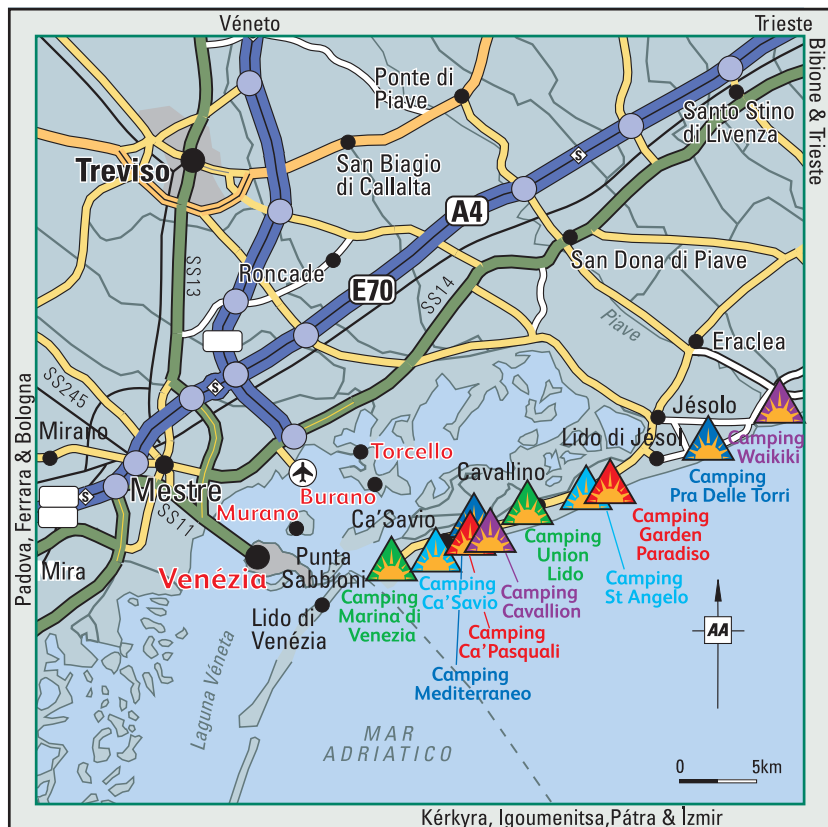 Véneto
Trieste
Bibione & Trieste
Padova, Ferrara & Bologna
Ponte di
Piave
Santo Stino
di Livenza
Treviso
San Biagio
di Callalta
A4
Roncade
San Dona di Piave
E70
SS13
SS14
Piave
Eraclea
SS245
Mirano
Jésolo
Lido di Jésol
Camping
Waikiki
Torcello
Cavallino
Camping
Pra Delle Torri
Mestre
Burano
Murano
Ca'Savio
SS11
Camping
Garden
Paradiso
Camping
Union
Lido
Mira
Venézia
Punta
Sabbioni
Camping
Ca'Savio
Camping
Cavallion
Camping
St Angelo
Camping
Marina di
Venezia
Lido di
Venézia
Camping
Ca'Pasquali
AA
Camping
Mediterraneo
Laguna Véneta
MAR
ADRIATICO
0 5km
Kérkyra, Igoumenitsa,Pátra & Izmir
S
S
S